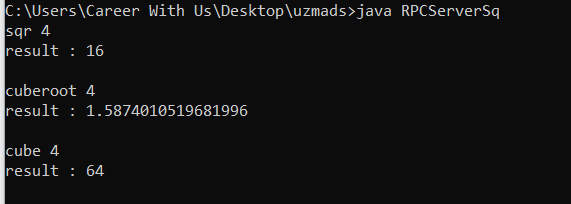 C:\Users\Career With Us\Desktop\uzmads>java RPCServerSq
sqr 4
result : 16
cuberoot 4
result : 1.5874010519681996
cube 4
result : 64